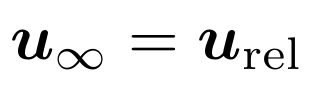 𝒖∞ = 𝒖rel